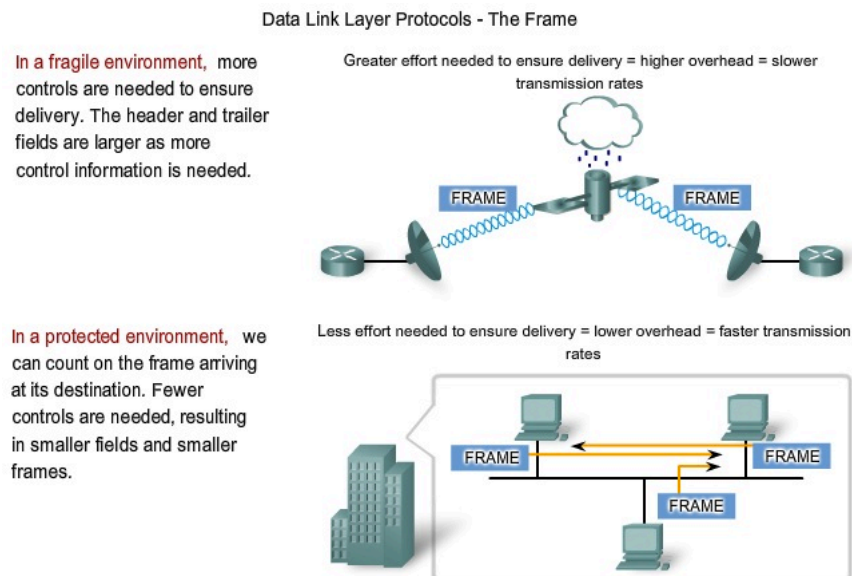 Data Link Layer Protocols - The Frame
In a fragile environment, more
controls are needed to ensure
delivery. The header and trailer
fields are larger as more
control information is needed.
Greater effort needed to ensure delivery = higher overhead = slower
transmission rates
FRAME
FRAME
In a protected environment, we
can count on the frame arriving
at its destination. Fewer
controls are needed, resulting
in smaller fields and smaller
frames.
Less effort needed to ensure delivery = lower overhead = faster transmission
rates
FRAME
FRAME
FRAME